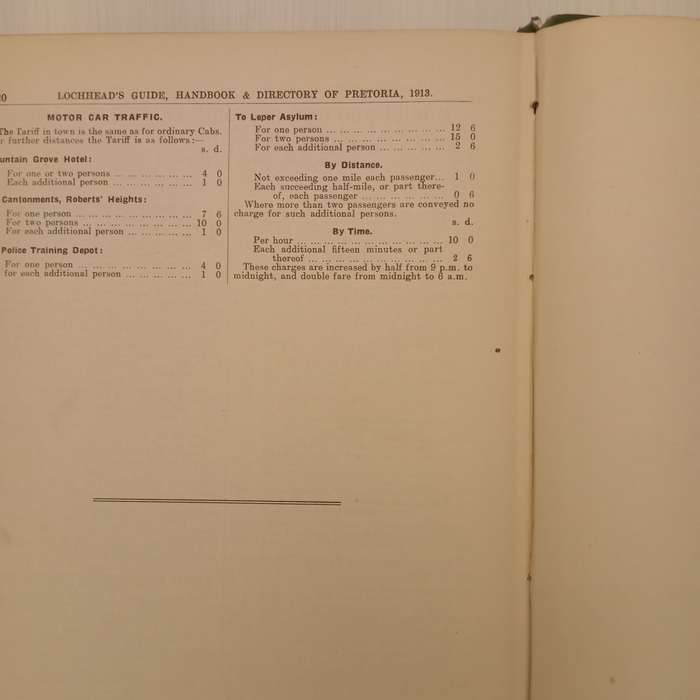 0 LOCHHEAD'S GUIDE, HANDBOOK & DIRECTORY OF PRETORIA, 1913.
MOTOR CAR TRAFFIC.
The Tariff in town is the same as for ordinary Cabs.
r further distances the Tariff is as follows:—
s. d.
untain Grove Hotel:
For one or two persons ... ... ... ... ... ... 4 0
Each additional person ... ... ... ... ... ... 1 0
Cantonments, Roberts' Heights:
For one person ... ... ... ... ... ... ... ... ... 7 6
For two persons ... ... ... ... ... ... ... ... 10 0
For each additional person ... ... ... ... ... 1 0
Police Training Depot:
For one person ... ... ... ... ... ... ... ... ... 4 0
for each additional person ... ... ... ... ... 1 0
To Leper Asylum:
For one person ... ... ... ... ... ... ... ... ... 12 6
For two persons ... ... ... ... ... ... ... ... 15 0
For each additional person ... ... ... ... ... 2 6
By Distance.
Not exceeding one mile each passenger... 1 0
Each succeeding half-mile, or part there-
of, each passenger ... ... ... ... ... ... 0 6
Where more than two passengers are conveyed no
charge for such additional persons.
s. d.
By Time.
Per hour ... ... ... ... ... ... ... ... ... ... ... 10 0
Each additional fifteen minutes or part
thereof ... ... ... ... ... ... ... ... ... ... 2 6
These charges are increased by half from 9 p.m. to
midnight, and double fare from midnight to 6 a.m.